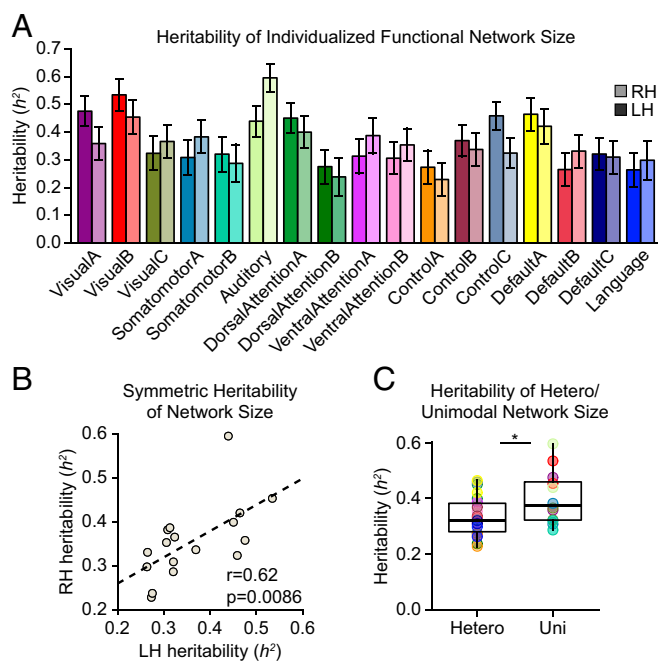 A
Heritability of Individualized Functional Network Size
Heritability (h²)
0.7
0.6
0.5
0.4
0.3
0.2
0.1
0.0
RH
LH
VisualA
VisualB
VisualC
SomatomotorA
SomatomotorB
Auditory
DorsalAttentionA
DorsalAttentionB
VentralAttentionA
VentralAttentionB
ControlA
ControlB
ControlC
DefaultA
DefaultB
DefaultC
Language
B
Symmetric Heritability
of Network Size
RH heritability (h²)
0.6
0.5
0.4
0.3
0.2
r=0.62
p=0.0086
0.2 0.3 0.4 0.5 0.6
LH heritability (h²)
C
Heritability of Hetero/
Unimodal Network Size
Heritability (h²)
*
0.6
0.4
0.2
0.0
Hetero Uni